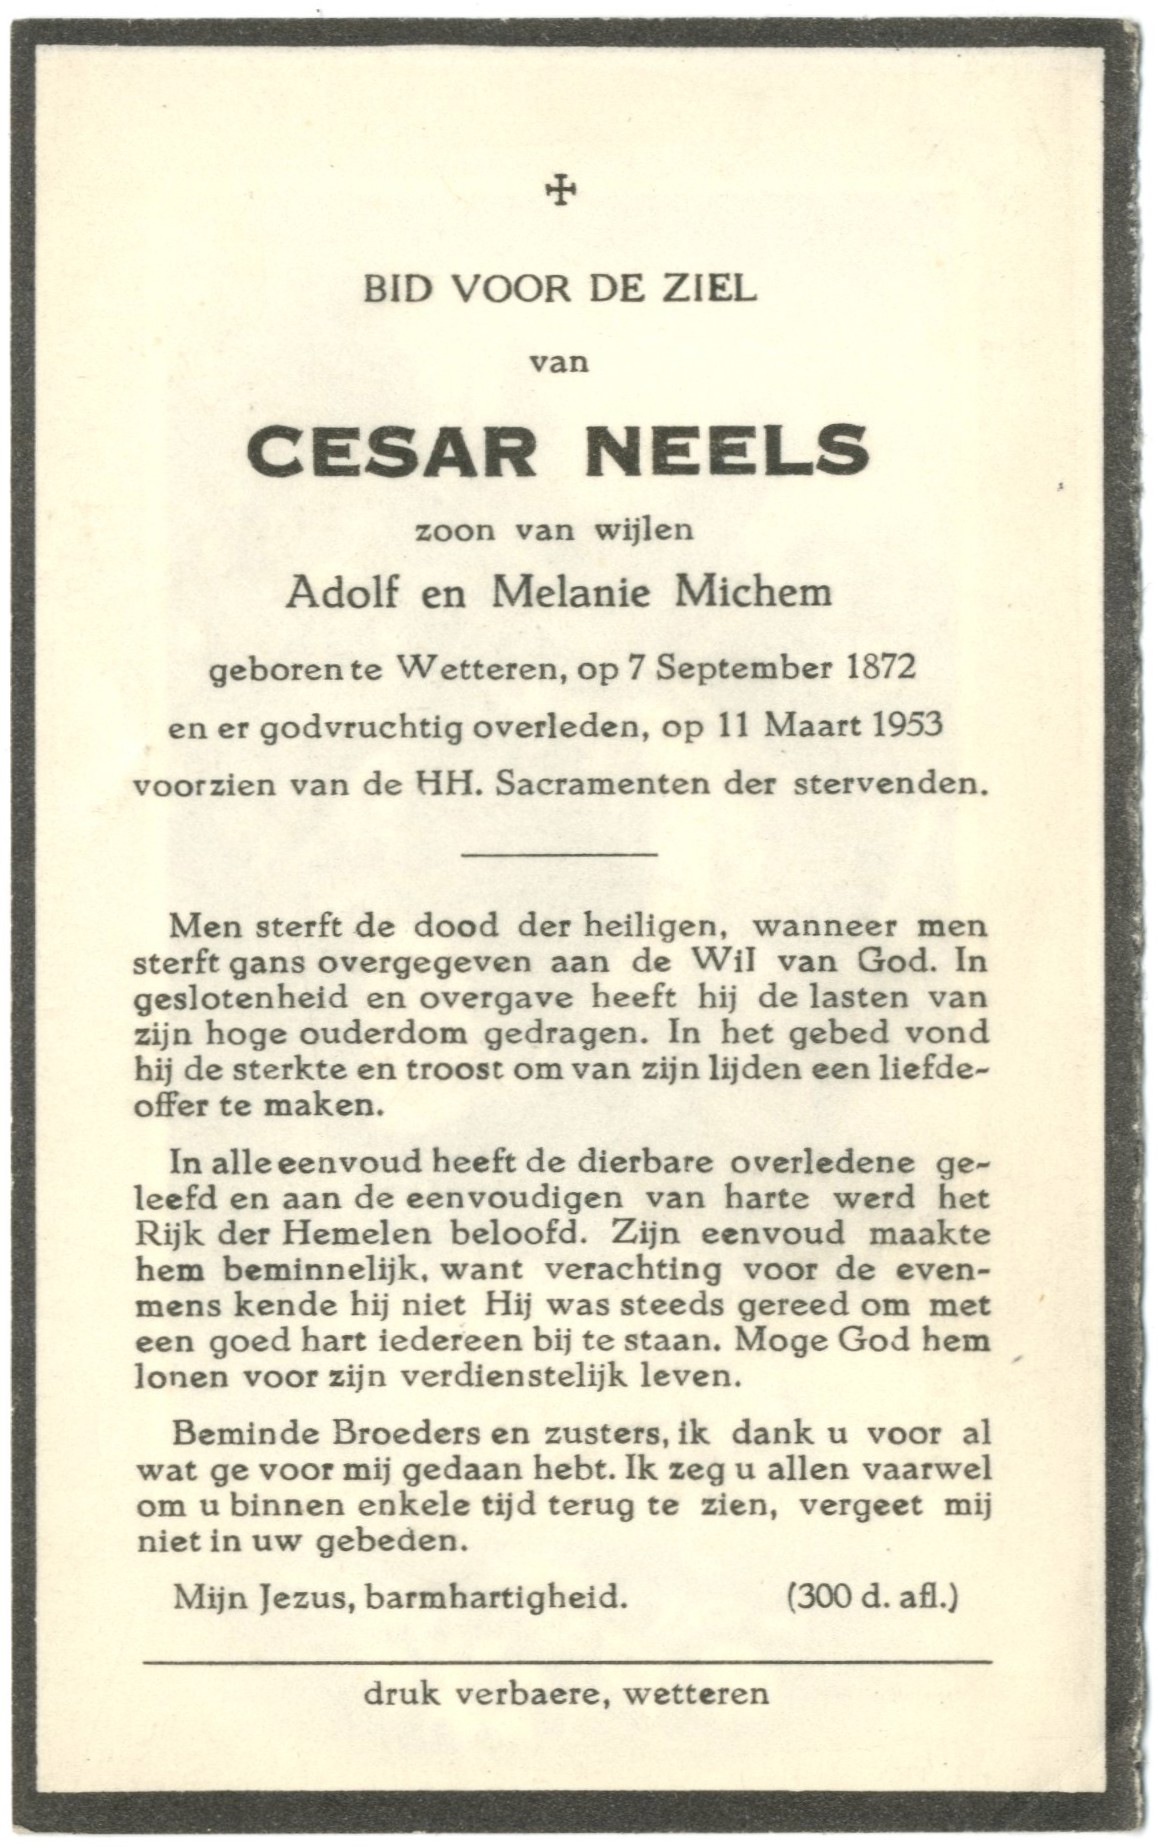 ✠
BID VOOR DE ZIEL
van
CESAR NEELS
zoon van wijlen
Adolf en Melanie Michem
geboren te Wetteren, op 7 September 1872
en er godvruchtig overleden, op 11 Maart 1953
voorzien van de HH. Sacramenten der stervenden.
Men sterft de dood der heiligen, wanneer men
sterft gans overgegeven aan de Wil van God. In
geslotenheid en overgave heeft hij de lasten van
zijn hoge ouderdom gedragen. In het gebed vond
hij de sterkte en troost om van zijn lijden een liefde-
offer te maken.
In alle eenvoud heeft de dierbare overledene ge-
leefd en aan de eenvoudigen van harte werd het
Rijk der Hemelen beloofd. Zijn eenvoud maakte
hem beminnelijk, want verachting voor de even-
mens kende hij niet Hij was steeds gereed om met
een goed hart iedereen bij te staan. Moge God hem
lonen voor zijn verdienstelijk leven.
Beminde Broeders en zusters, ik dank u voor al
wat ge voor mij gedaan hebt. Ik zeg u allen vaarwel
om u binnen enkele tijd terug te zien, vergeet mij
niet in uw gebeden.
Mijn Jezus, barmhartigheid. (300 d. afl.)
druk verbaere, wetteren